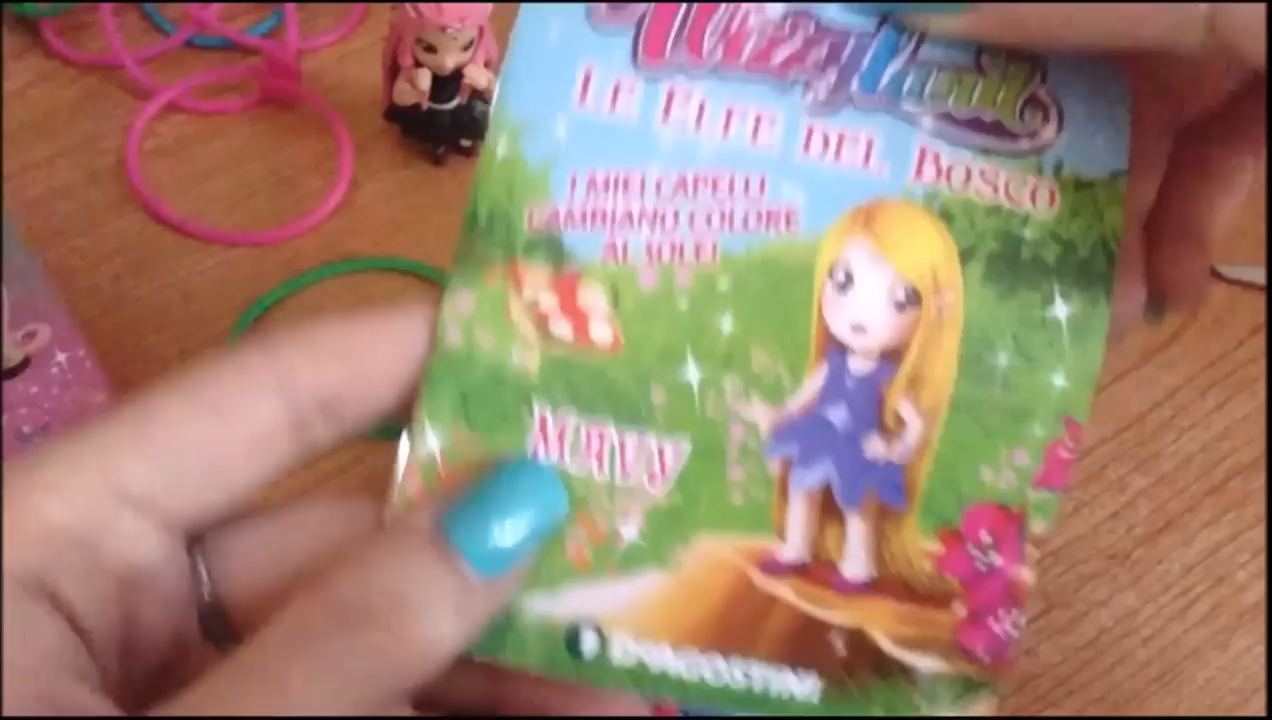 LE ELFE DEL BOSCO
I MIEI CAPELLI
CAMBIANO COLORE
AL SOLE!
DeAGOSTINI